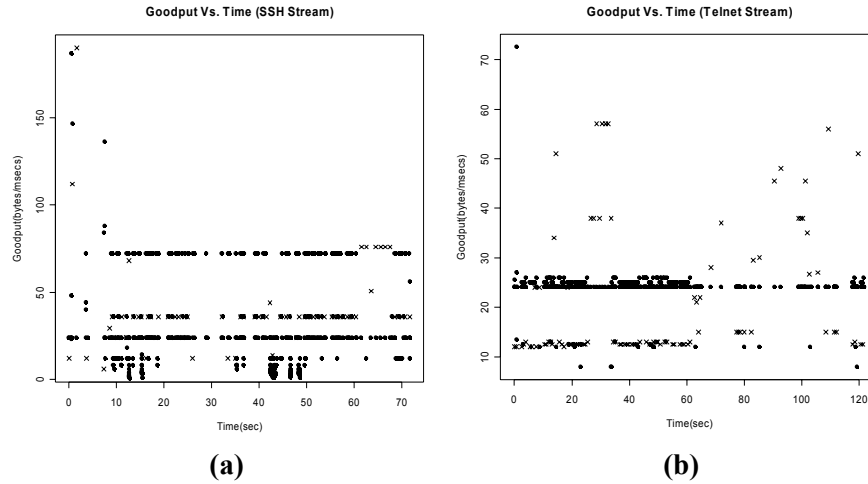 Goodput Vs. Time (SSH Stream)
Goodput(bytes/msecs)
150
100
50
0
0 10 20 30 40 50 60 70
Time(sec)
(a)
Goodput Vs. Time (Telnet Stream)
Goodput(bytes/msecs)
70
60
50
40
30
20
10
0 20 40 60 80 100 120
Time(sec)
(b)